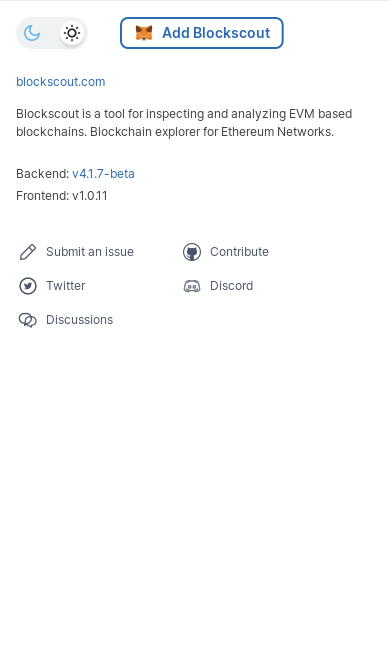 Add Blockscout
blockscout.com
Blockscout is a tool for inspecting and analyzing EVM based
blockchains. Blockchain explorer for Ethereum Networks.
Backend: v4.1.7-beta
Frontend: v1.0.11
Submit an issue
Contribute
Twitter
Discord
Discussions